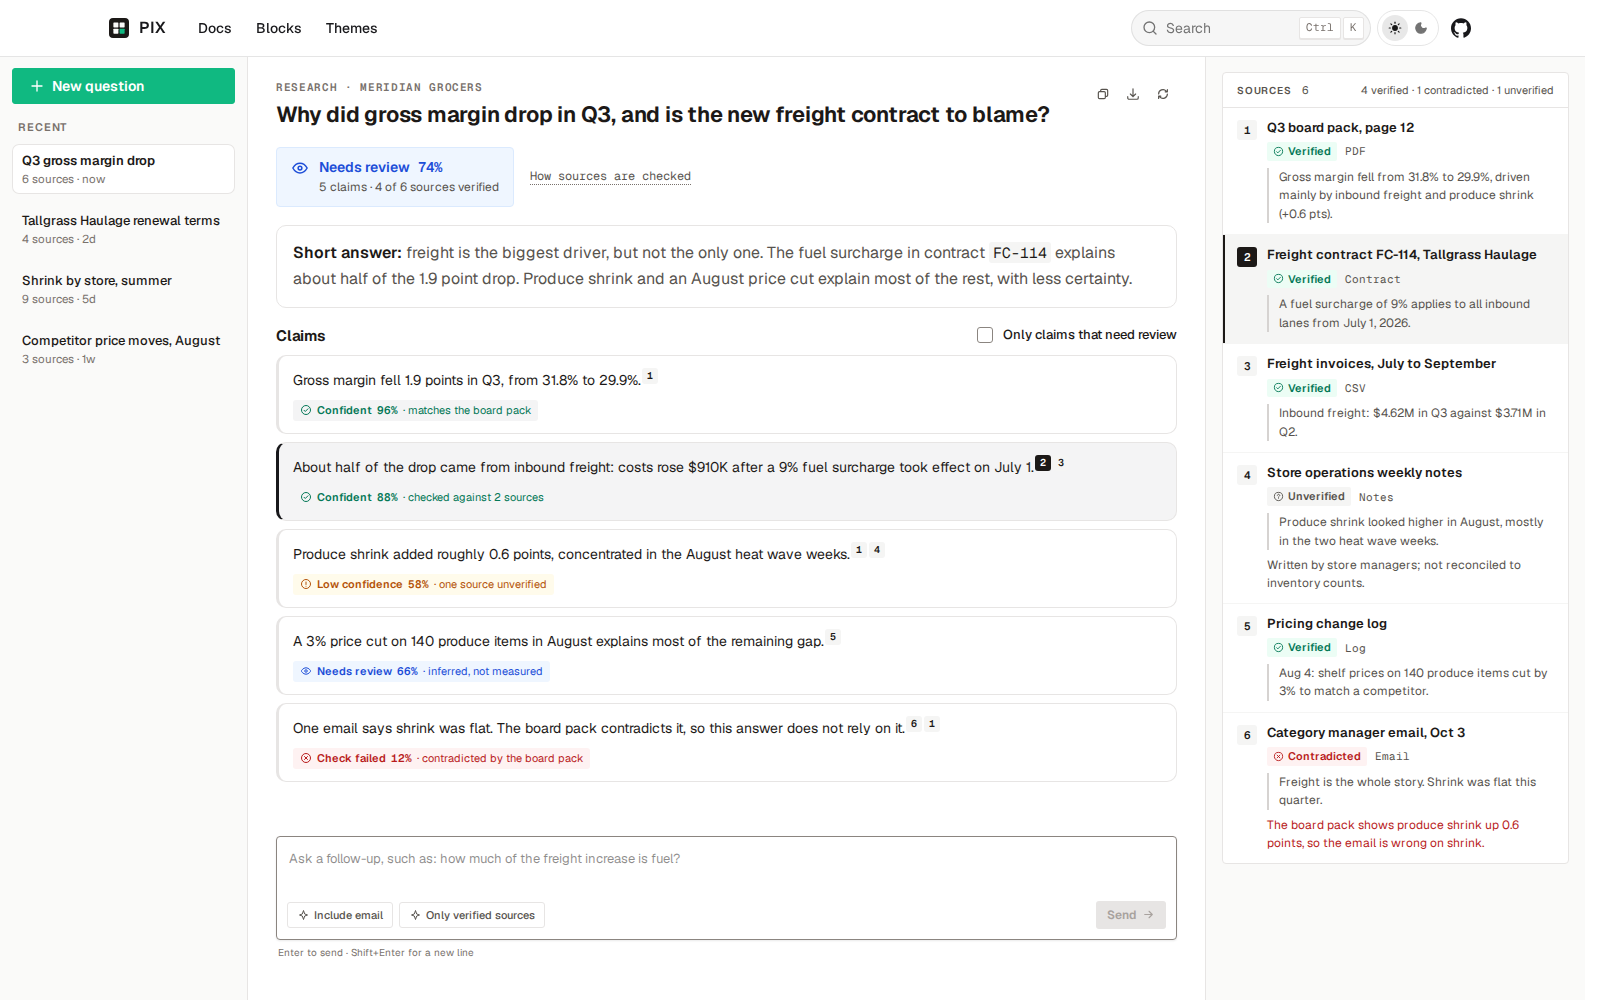 PIX
Docs
Blocks
Themes
Search
Ctrl
K
New question
RECENT
Q3 gross margin drop
6 sources · now
Tallgrass Haulage renewal terms
4 sources · 2d
Shrink by store, summer
9 sources · 5d
Competitor price moves, August
3 sources · 1w
RESEARCH · MERIDIAN GROCERS
Why did gross margin drop in Q3, and is the new freight contract to blame?
Needs review 74%
5 claims · 4 of 6 sources verified
How sources are checked
Short answer: freight is the biggest driver, but not the only one. The fuel surcharge in contract FC-114 explains
about half of the 1.9 point drop. Produce shrink and an August price cut explain most of the rest, with less certainty.
Claims
Only claims that need review
Gross margin fell 1.9 points in Q3, from 31.8% to 29.9%. 1
Confident 96% · matches the board pack
About half of the drop came from inbound freight: costs rose $910K after a 9% fuel surcharge took effect on July 1. 2 3
Confident 88% · checked against 2 sources
Produce shrink added roughly 0.6 points, concentrated in the August heat wave weeks. 1 4
Low confidence 58% · one source unverified
A 3% price cut on 140 produce items in August explains most of the remaining gap. 5
Needs review 66% · inferred, not measured
One email says shrink was flat. The board pack contradicts it, so this answer does not rely on it. 6 1
Check failed 12% · contradicted by the board pack
Ask a follow-up, such as: how much of the freight increase is fuel?
Include email
Only verified sources
Send
Enter to send · Shift+Enter for a new line
SOURCES 6
4 verified · 1 contradicted · 1 unverified
1 Q3 board pack, page 12
Verified PDF
Gross margin fell from 31.8% to 29.9%, driven
mainly by inbound freight and produce shrink
(+0.6 pts).
2 Freight contract FC-114, Tallgrass Haulage
Verified Contract
A fuel surcharge of 9% applies to all inbound
lanes from July 1, 2026.
3 Freight invoices, July to September
Verified CSV
Inbound freight: $4.62M in Q3 against $3.71M in
Q2.
4 Store operations weekly notes
Unverified Notes
Produce shrink looked higher in August, mostly
in the two heat wave weeks.
Written by store managers; not reconciled to
inventory counts.
5 Pricing change log
Verified Log
Aug 4: shelf prices on 140 produce items cut by
3% to match a competitor.
6 Category manager email, Oct 3
Contradicted Email
Freight is the whole story. Shrink was flat this
quarter.
The board pack shows produce shrink up 0.6
points, so the email is wrong on shrink.